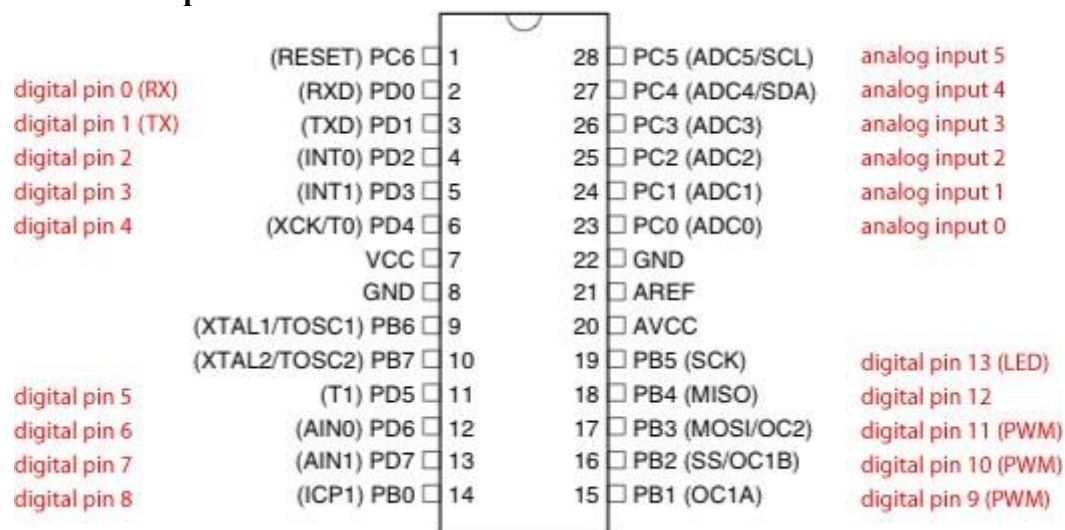 (RESET) PC6 1 28 PC5 (ADC5/SCL) analog input 5
digital pin 0 (RX) (RXD) PD0 2 27 PC4 (ADC4/SDA) analog input 4
digital pin 1 (TX) (TXD) PD1 3 26 PC3 (ADC3) analog input 3
digital pin 2 (INT0) PD2 4 25 PC2 (ADC2) analog input 2
digital pin 3 (INT1) PD3 5 24 PC1 (ADC1) analog input 1
digital pin 4 (XCK/T0) PD4 6 23 PC0 (ADC0) analog input 0
VCC 7 22 GND
GND 8 21 AREF
(XTAL1/TOSC1) PB6 9 20 AVCC
(XTAL2/TOSC2) PB7 10 19 PB5 (SCK) digital pin 13 (LED)
digital pin 5 (T1) PD5 11 18 PB4 (MISO) digital pin 12
digital pin 6 (AIN0) PD6 12 17 PB3 (MOSI/OC2) digital pin 11 (PWM)
digital pin 7 (AIN1) PD7 13 16 PB2 (SS/OC1B) digital pin 10 (PWM)
digital pin 8 (ICP1) PB0 14 15 PB1 (OC1A) digital pin 9 (PWM)